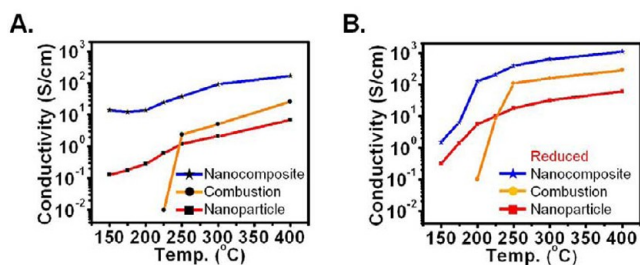 A.
Conductivity (S/cm)
10³
10²
10¹
10⁰
10⁻¹
10⁻²
Nanocomposite
Combustion
Nanoparticle
150 200 250 300 350 400
Temp. (°C)
B.
Conductivity (S/cm)
10³
10²
10¹
10⁰
10⁻¹
10⁻²
Reduced
Nanocomposite
Combustion
Nanoparticle
150 200 250 300 350 400
Temp. (°C)